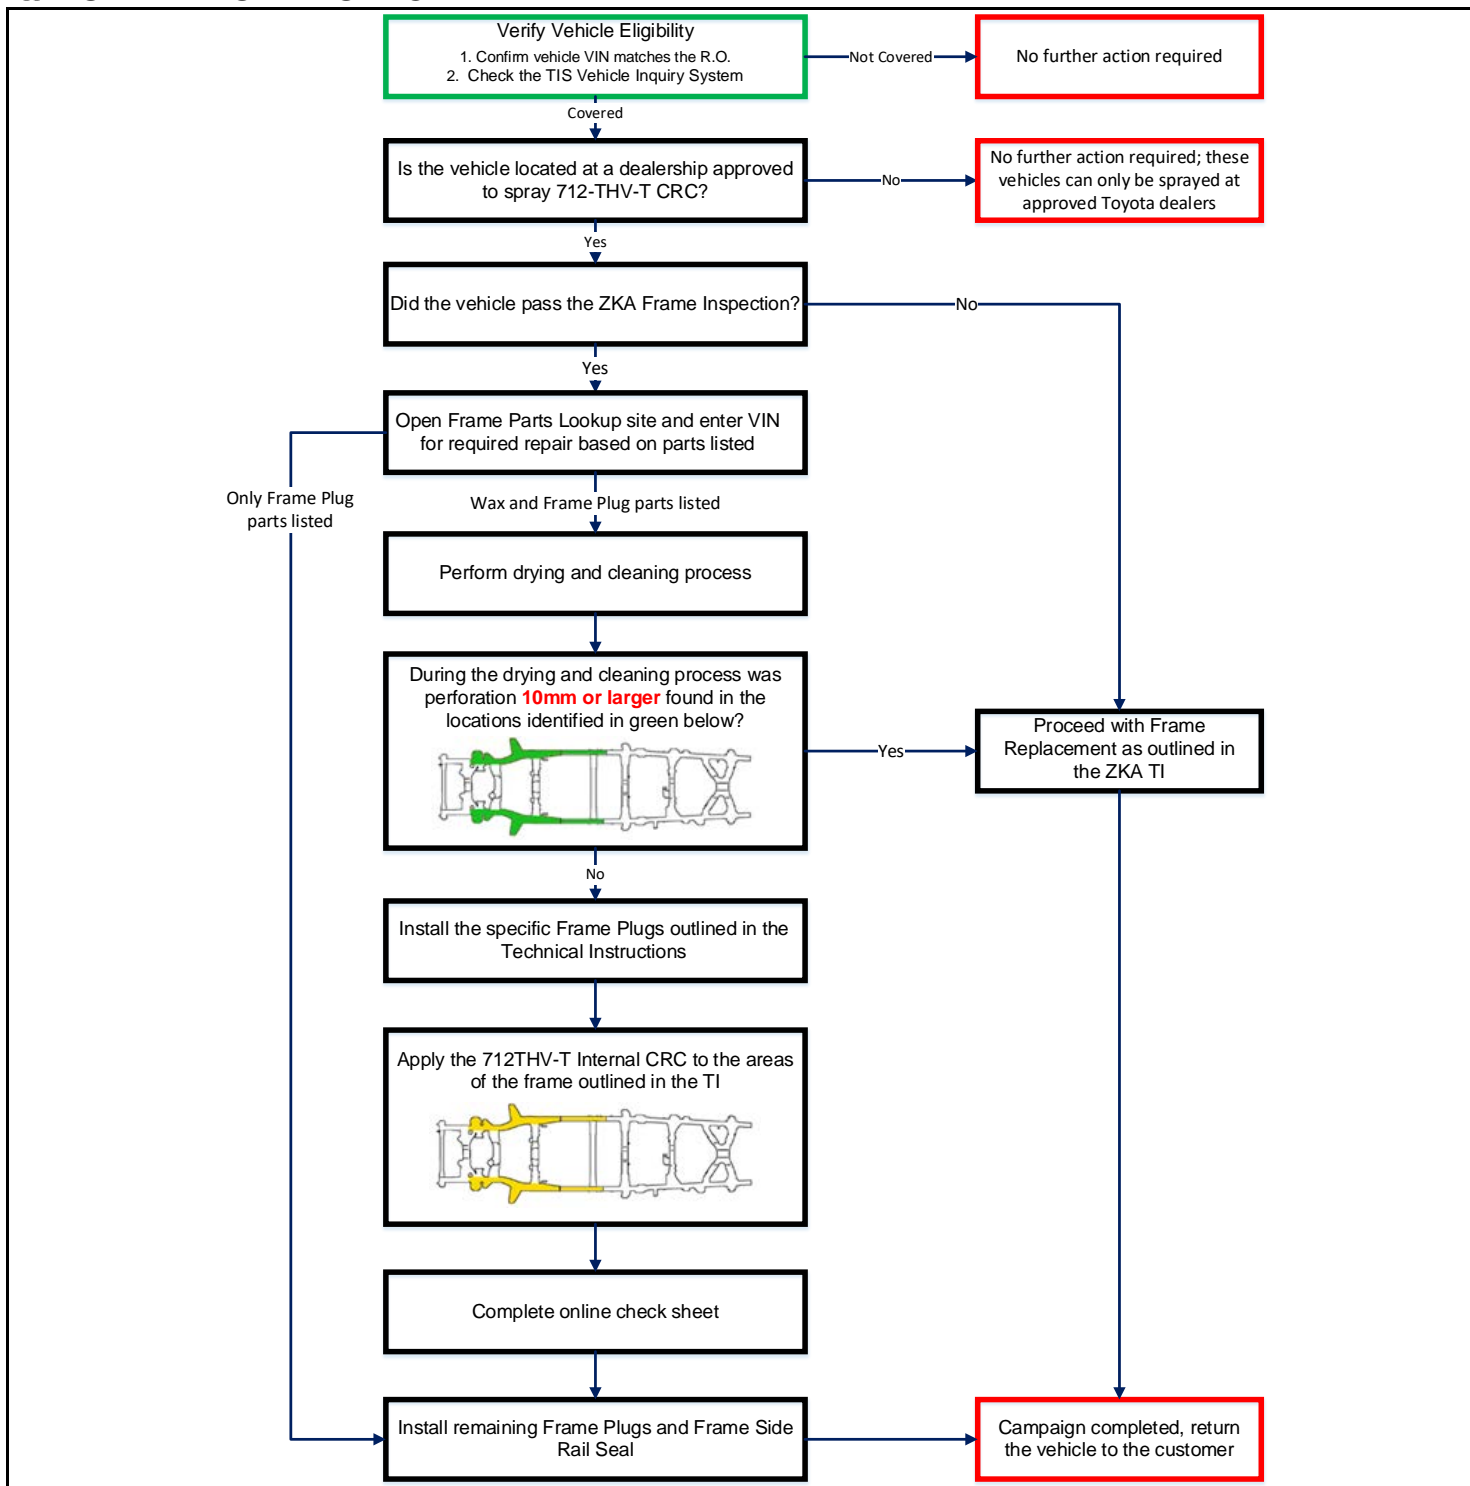 Verify Vehicle Eligibility
1. Confirm vehicle VIN matches the R.O.
2. Check the TIS Vehicle Inquiry System
Not Covered
No further action required
Covered
Is the vehicle located at a dealership approved
to spray 712-THV-T CRC?
No
No further action required; these
vehicles can only be sprayed at
approved Toyota dealers
Yes
Did the vehicle pass the ZKA Frame Inspection?
No
Yes
Open Frame Parts Lookup site and enter VIN
for required repair based on parts listed
Only Frame Plug
parts listed
Wax and Frame Plug parts listed
Perform drying and cleaning process
During the drying and cleaning process was
perforation 10mm or larger found in the
locations identified in green below?
Yes
Proceed with Frame
Replacement as outlined in
the ZKA TI
No
Install the specific Frame Plugs outlined in the
Technical Instructions
Apply the 712THV-T Internal CRC to the areas
of the frame outlined in the TI
Complete online check sheet
Install remaining Frame Plugs and Frame Side
Rail Seal
Campaign completed, return
the vehicle to the customer